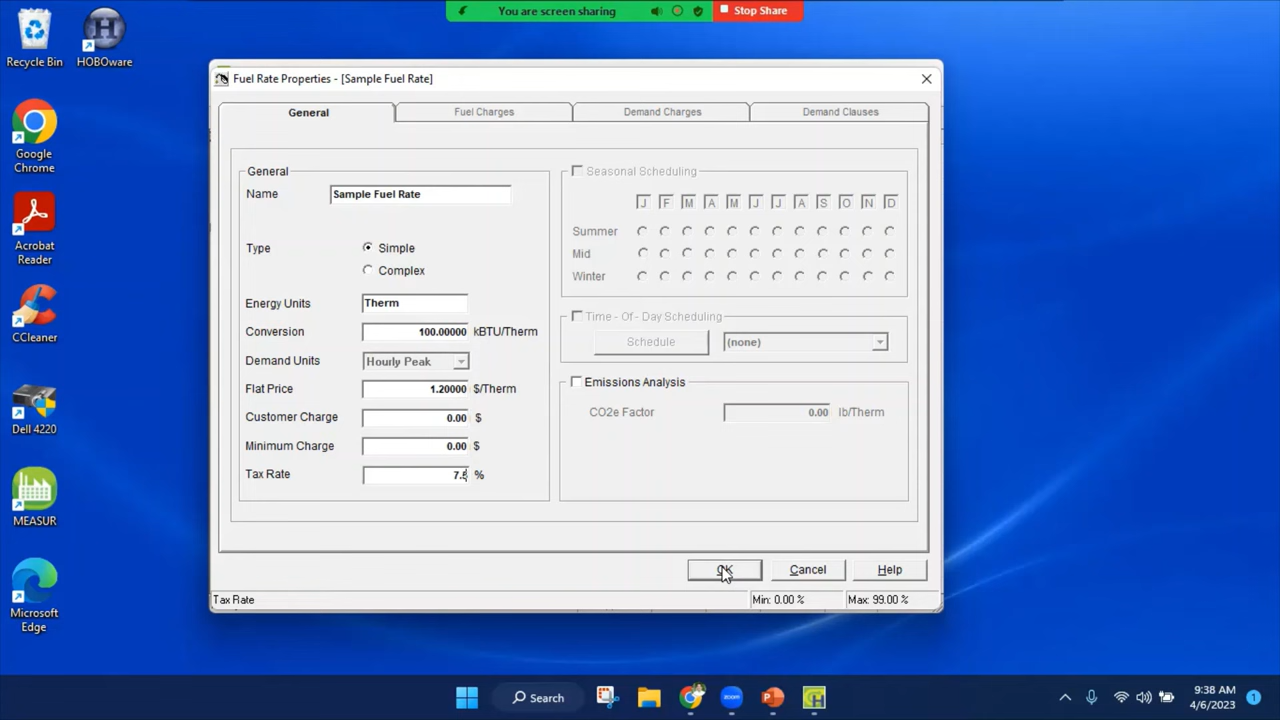 You are screen sharing
Stop Share
Recycle Bin
HOBOware
Google
Chrome
Acrobat
Reader
CCleaner
Dell 4220
MEASUR
Microsoft
Edge
Fuel Rate Properties - [Sample Fuel Rate]
General
Fuel Charges
Demand Charges
Demand Clauses
General
Name
Sample Fuel Rate
Type
Simple
Complex
Energy Units
Therm
Conversion
100.00000
kBTU/Therm
Demand Units
Hourly Peak
Flat Price
1.20000
$/Therm
Customer Charge
0.00
$
Minimum Charge
0.00
$
Tax Rate
7.5
%
Seasonal Scheduling
J F M A M J J A S O N D
Summer
Mid
Winter
Time - Of - Day Scheduling
Schedule
(none)
Emissions Analysis
CO2e Factor
0.00
lb/Therm
OK
Cancel
Help
Tax Rate
Min: 0.00 %
Max: 99.00 %
Search
9:38 AM
4/6/2023
1